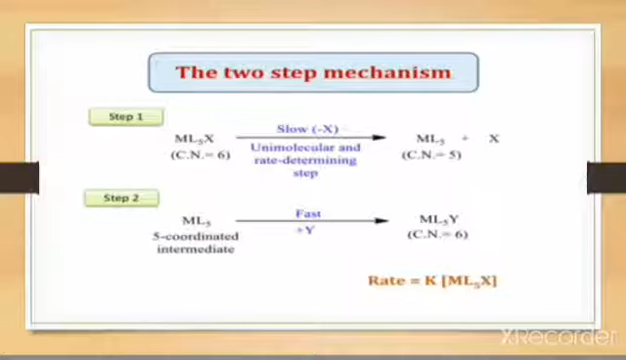 The two step mechanism
Step 1
ML₅X
(C.N.= 6)
Slow (-X)
Unimolecular and
rate-determining
step
ML₅ + X
(C.N.= 5)
Step 2
ML₅
5-coordinated
intermediate
Fast
+Y
ML₅Y
(C.N.= 6)
Rate = K [ML₅X]
XRecorder